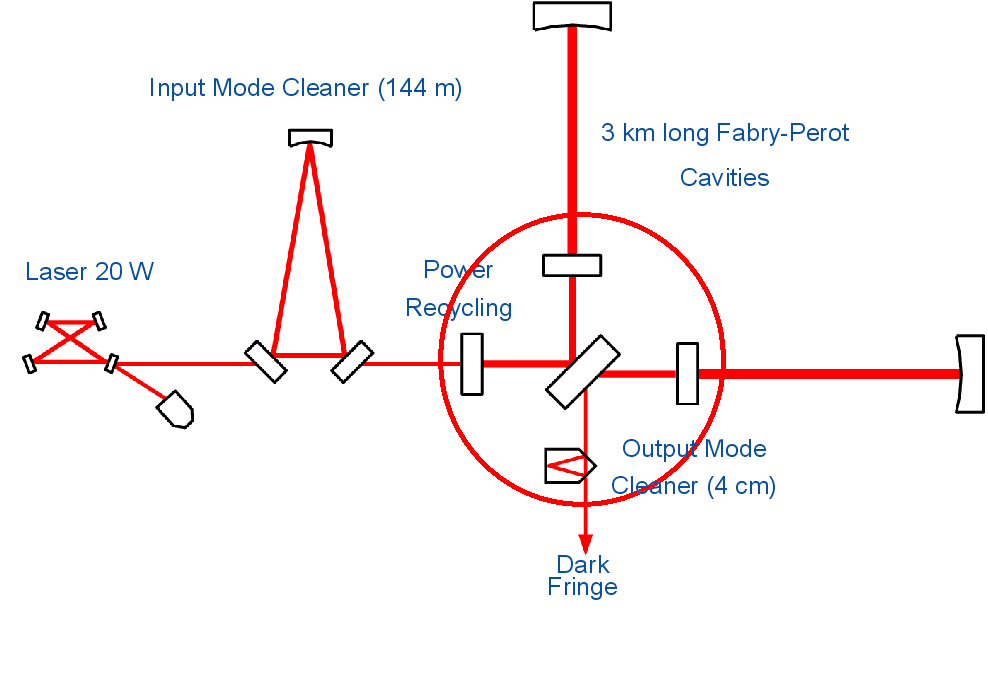 Input Mode Cleaner (144 m)
3 km long Fabry-Perot
Cavities
Laser 20 W
Power
Recycling
Output Mode
Cleaner (4 cm)
Dark
Fringe